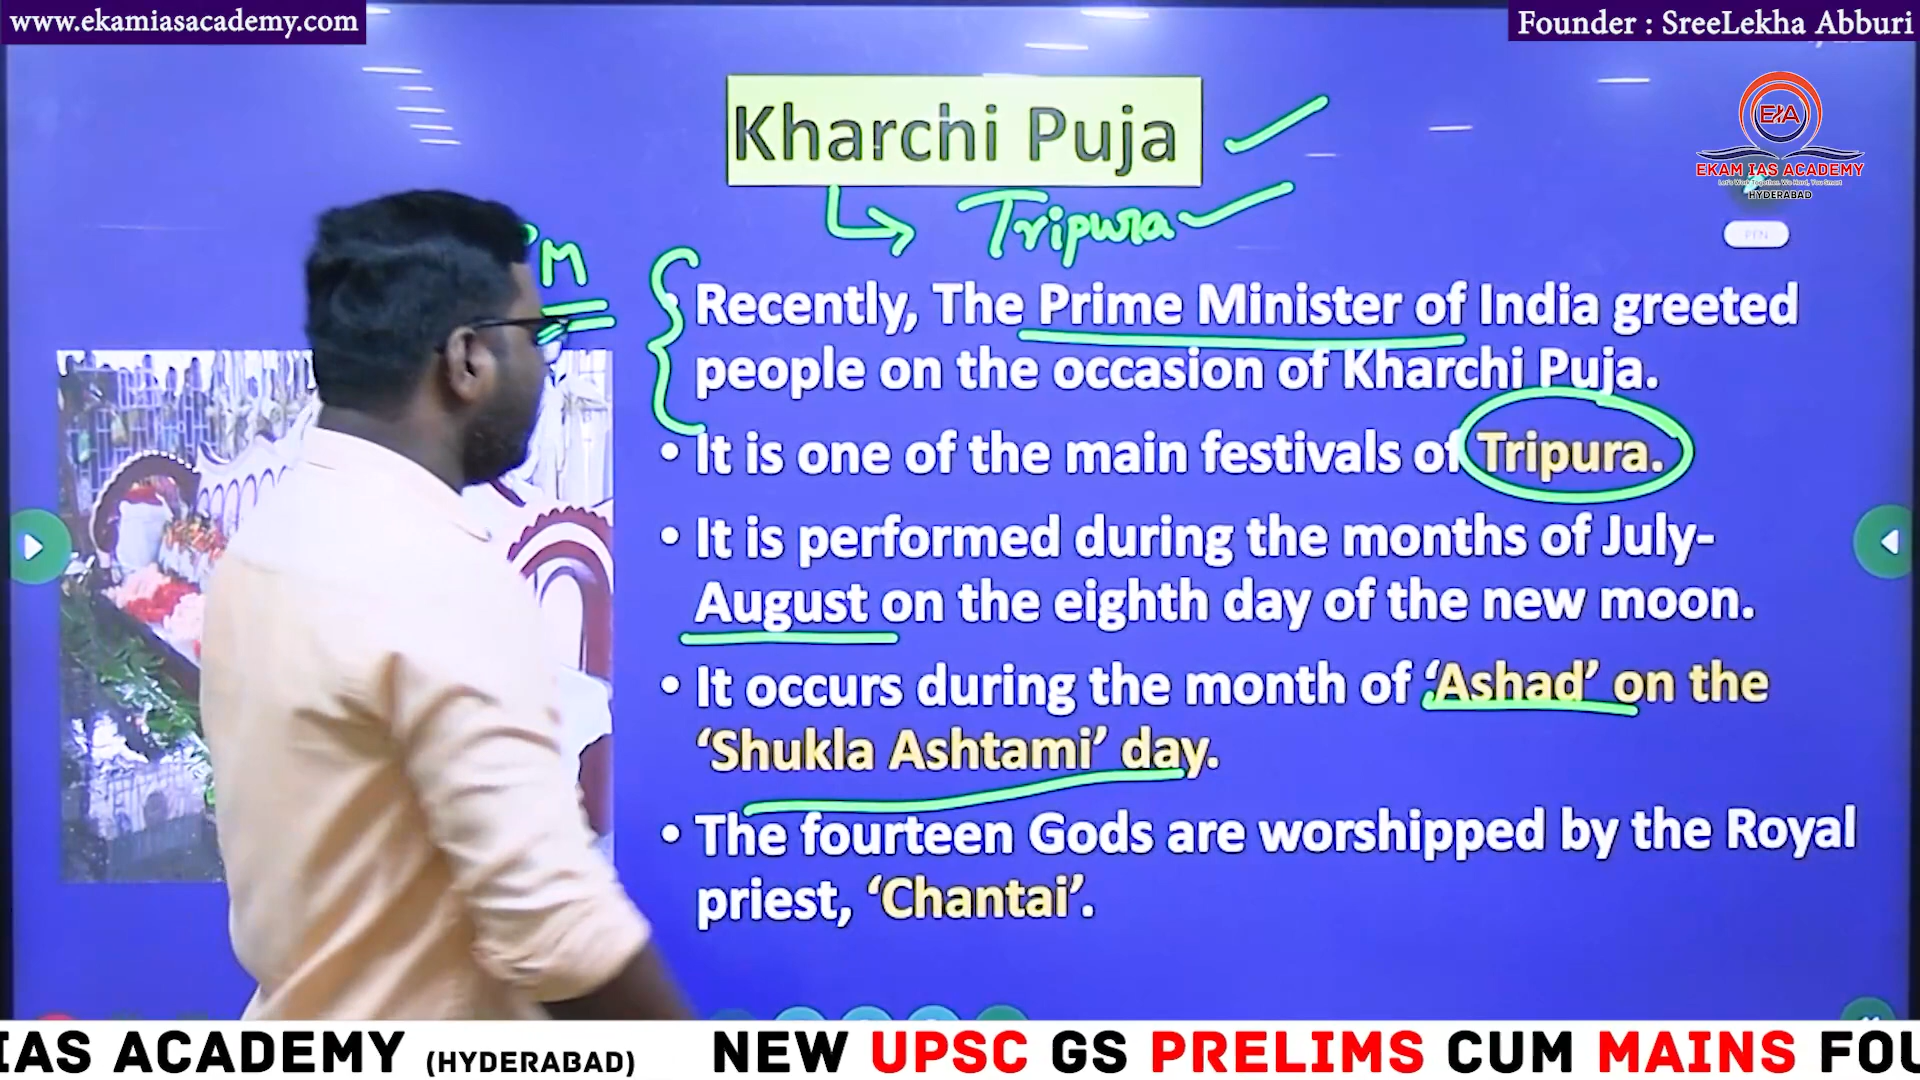 www.ekamiasacademy.com
Founder : SreeLekha Abburi
EIA
EKAM IAS ACADEMY
HYDERABAD
Kharchi Puja
PEN
Tripura
M
Recently, The Prime Minister of India greeted
people on the occasion of Kharchi Puja.
• It is one of the main festivals of Tripura.
• It is performed during the months of July-
August on the eighth day of the new moon.
• It occurs during the month of ‘Ashad’ on the
‘Shukla Ashtami’ day.
• The fourteen Gods are worshipped by the Royal
priest, ‘Chantai’.
IAS ACADEMY (HYDERABAD) NEW UPSC GS PRELIMS CUM MAINS FOU